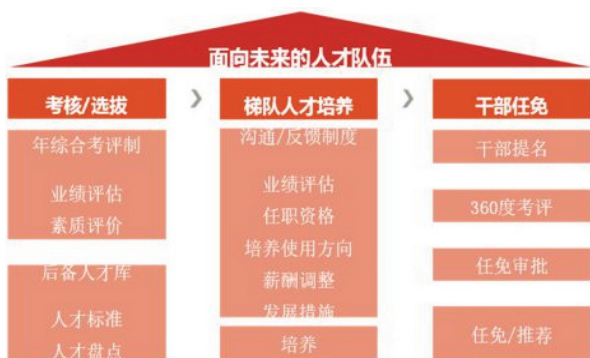 面向未来的人才队伍
考核/选拔
年综合考评制
业绩评估
素质评价
后备人才库
人才标准
人才盘点
梯队人才培养
沟通/反馈制度
业绩评估
任职资格
培养使用方向
薪酬调整
发展措施
培养
干部任免
干部提名
360度考评
任免审批
任免/推荐